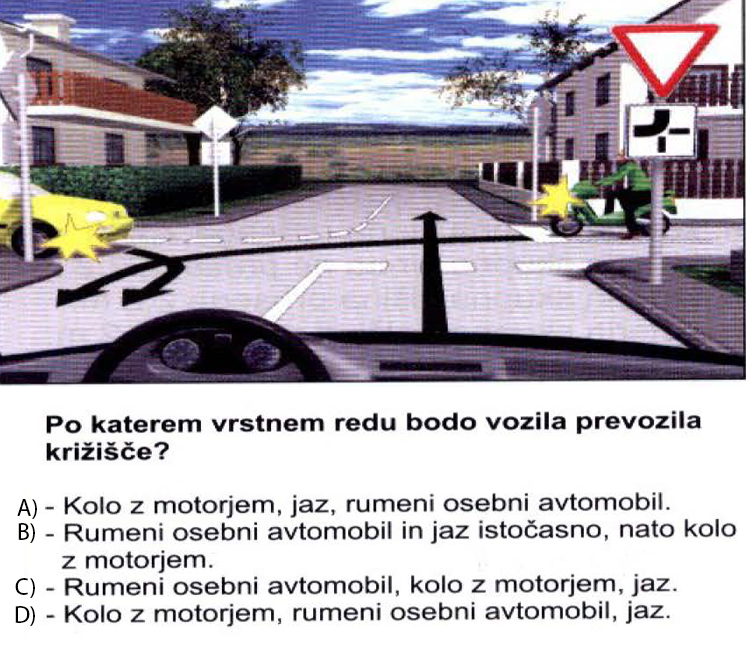 Po katerem vrstnem redu bodo vozila prevozila
križišče?
A) - Kolo z motorjem, jaz, rumeni osebni avtomobil.
B) - Rumeni osebni avtomobil in jaz istočasno, nato kolo
z motorjem.
C) - Rumeni osebni avtomobil, kolo z motorjem, jaz.
D) - Kolo z motorjem, rumeni osebni avtomobil, jaz.